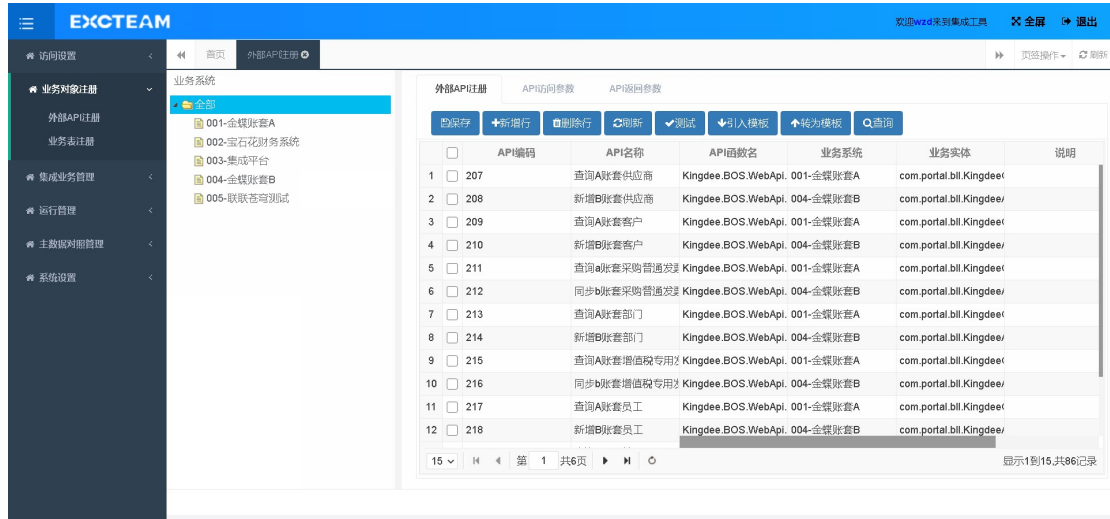 EXCTEAM
欢迎wzd来到集成工具 全屏 退出
访问设置
业务对象注册
外部API注册
业务表注册
集成业务管理
运行管理
主数据对照管理
系统设置
首页 外部API注册 页签操作 刷新
业务系统
全部
001-金蝶账套A
002-宝石花财务系统
003-集成平台
004-金蝶账套B
005-联联苍穹测试
外部API注册 API访问参数 API返回参数
保存 新增行 删除行 刷新 测试 引入模板 转为模板 查询
API编码 API名称 API函数名 业务系统 业务实体 说明
1 207 查询A账套供应商 Kingdee.BOS.WebApi. 001-金蝶账套A com.portal.bll.Kingdee
2 208 新增B账套供应商 Kingdee.BOS.WebApi. 004-金蝶账套B com.portal.bll.Kingdee
3 209 查询A账套客户 Kingdee.BOS.WebApi. 001-金蝶账套A com.portal.bll.Kingdee
4 210 新增B账套客户 Kingdee.BOS.WebApi. 004-金蝶账套B com.portal.bll.Kingdee
5 211 查询a账套采购普通发票 Kingdee.BOS.WebApi. 001-金蝶账套A com.portal.bll.Kingdee
6 212 同步b账套采购普通发票 Kingdee.BOS.WebApi. 004-金蝶账套B com.portal.bll.Kingdee
7 213 查询A账套部门 Kingdee.BOS.WebApi. 001-金蝶账套A com.portal.bll.Kingdee
8 214 新增B账套部门 Kingdee.BOS.WebApi. 004-金蝶账套B com.portal.bll.Kingdee
9 215 查询A账套增值税专用发 Kingdee.BOS.WebApi. 001-金蝶账套A com.portal.bll.Kingdee
10 216 同步b账套增值税专用发 Kingdee.BOS.WebApi. 004-金蝶账套B com.portal.bll.Kingdee
11 217 查询A账套员工 Kingdee.BOS.WebApi. 001-金蝶账套A com.portal.bll.Kingdee
12 218 新增B账套员工 Kingdee.BOS.WebApi. 004-金蝶账套B com.portal.bll.Kingdee
15 第 1 共6页 显示1到15,共86记录